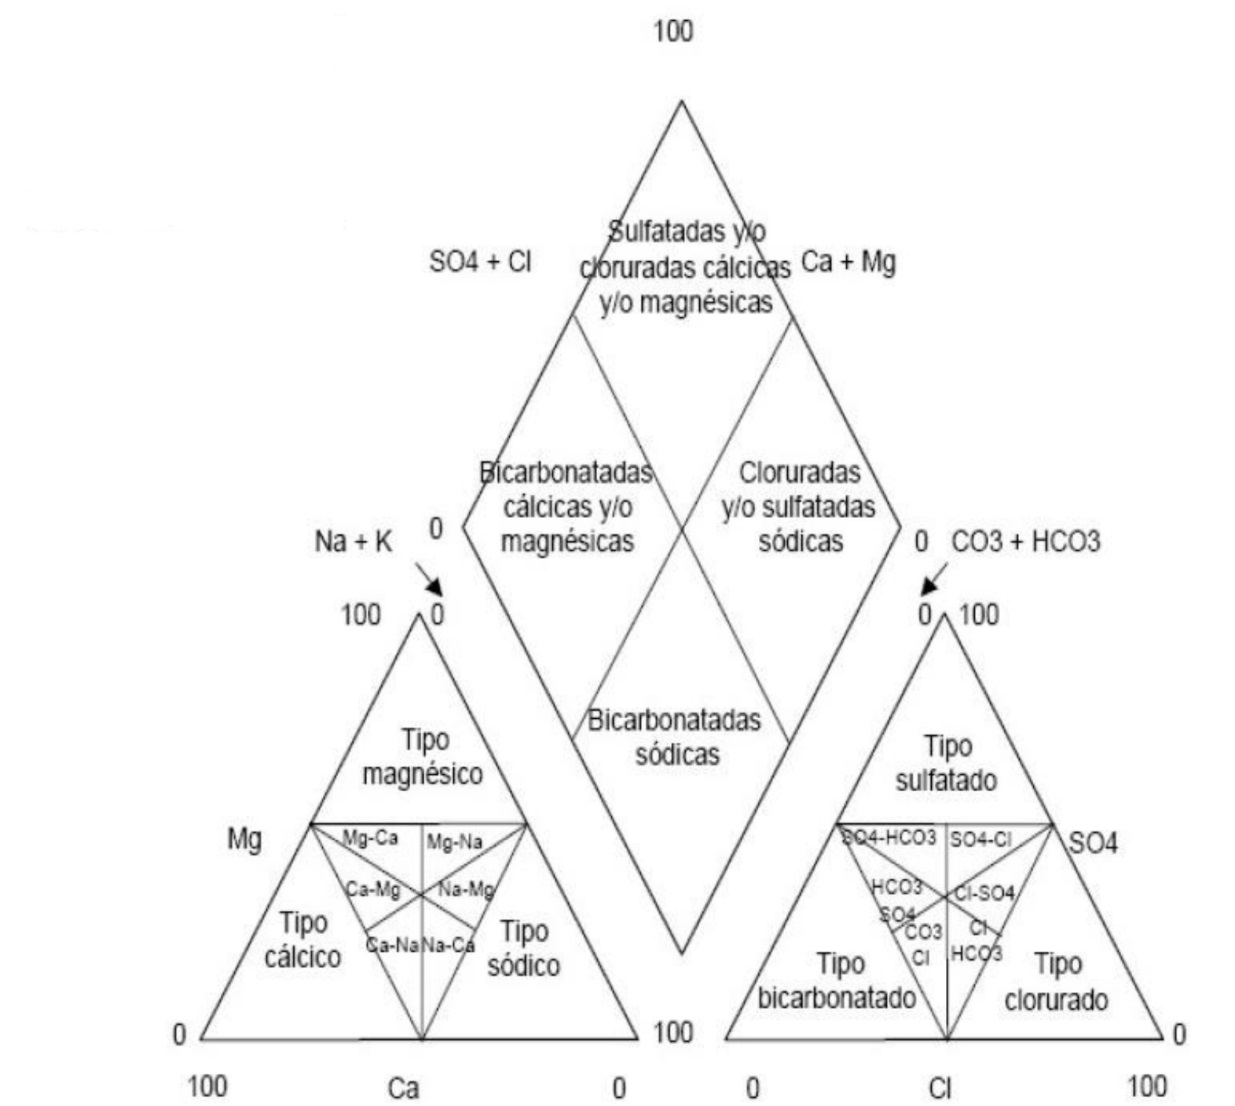 100
Sulfatadas y/o
cloruradas cálcicas
y/o magnésicas
SO4 + Cl
Ca + Mg
Bicarbonatadas
cálcicas y/o
magnésicas
Cloruradas
y/o sulfatadas
sódicas
Na + K
0
0
CO3 + HCO3
100
0
0
100
Bicarbonatadas
sódicas
Tipo
magnésico
Tipo
sulfatado
Mg
Mg-Ca
Mg-Na
Ca-Mg
Na-Mg
Ca-Na
Na-Ca
Tipo
cálcico
Tipo
sódico
SO4-HCO3
SO4-Cl
SO4
HCO3
SO4
Cl-SO4
CO3
Cl
Cl
HCO3
Tipo
bicarbonatado
Tipo
clorurado
0
100
0
100
Ca
0
0
Cl
100